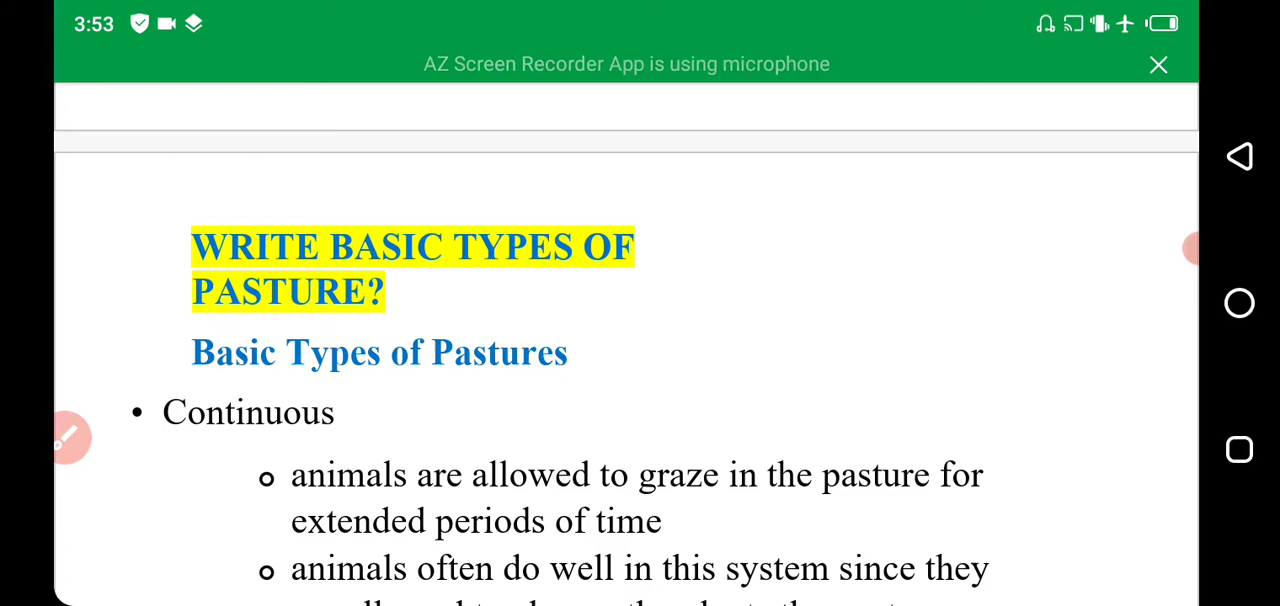 3:53
AZ Screen Recorder App is using microphone
WRITE BASIC TYPES OF
PASTURE?
Basic Types of Pastures
• Continuous
o animals are allowed to graze in the pasture for
extended periods of time
o animals often do well in this system since they